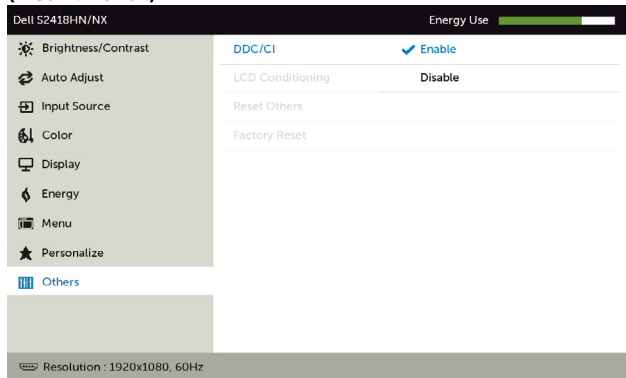 Dell S2418HN/NX
Energy Use
Brightness/Contrast
Auto Adjust
Input Source
Color
Display
Energy
Menu
Personalize
Others
DDC/CI
LCD Conditioning
Reset Others
Factory Reset
Enable
Disable
Resolution : 1920x1080, 60Hz